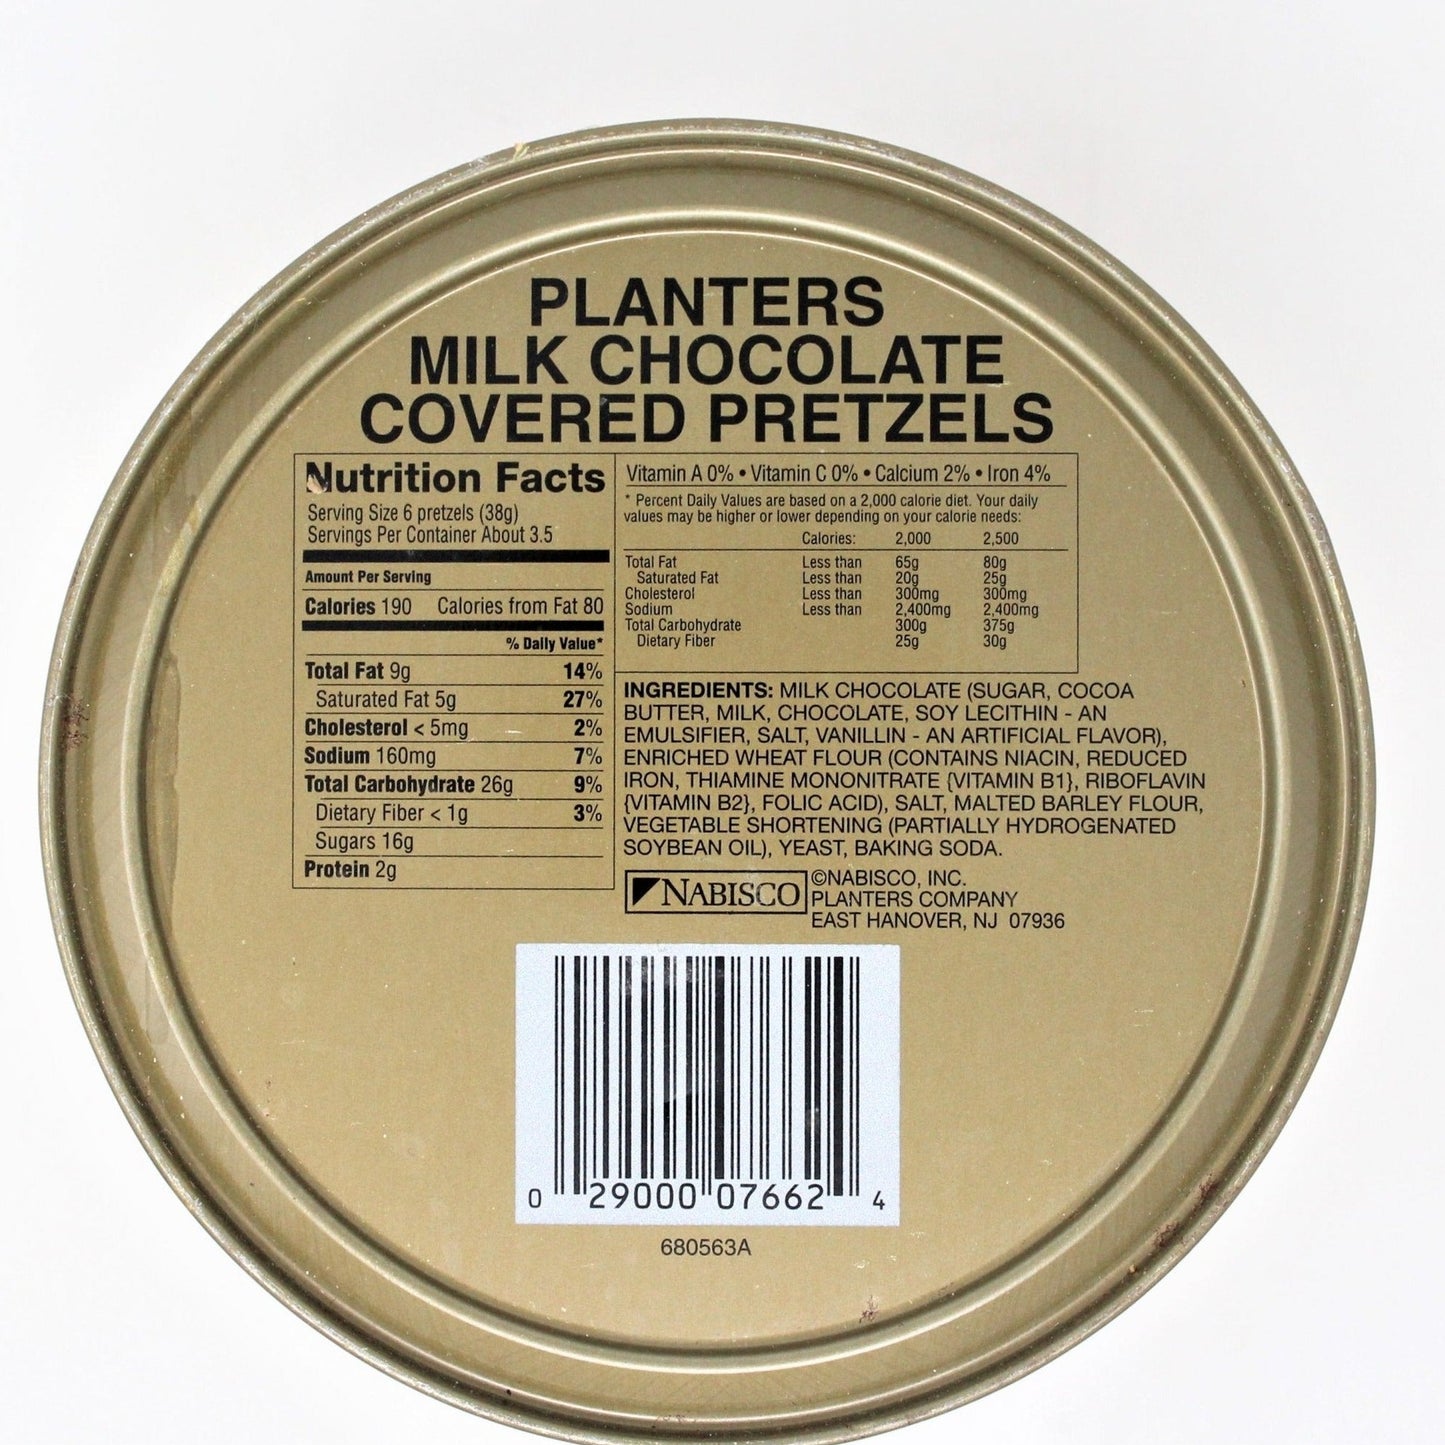 PLANTERS
MILK CHOCOLATE
COVERED PRETZELS
Nutrition Facts
Serving Size 6 pretzels (38g)
Servings Per Container About 3.5
Amount Per Serving
Calories 190 Calories from Fat 80
% Daily Value*
Total Fat 9g 14%
Saturated Fat 5g 27%
Cholesterol < 5mg 2%
Sodium 160mg 7%
Total Carbohydrate 26g 9%
Dietary Fiber < 1g 3%
Sugars 16g
Protein 2g
Vitamin A 0% • Vitamin C 0% • Calcium 2% • Iron 4%
* Percent Daily Values are based on a 2,000 calorie diet. Your daily
values may be higher or lower depending on your calorie needs:
Calories: 2,000 2,500
Total Fat Less than 65g 80g
Saturated Fat Less than 20g 25g
Cholesterol Less than 300mg 300mg
Sodium Less than 2,400mg 2,400mg
Total Carbohydrate 300g 375g
Dietary Fiber 25g 30g
INGREDIENTS: MILK CHOCOLATE (SUGAR, COCOA
BUTTER, MILK, CHOCOLATE, SOY LECITHIN - AN
EMULSIFIER, SALT, VANILLIN - AN ARTIFICIAL FLAVOR),
ENRICHED WHEAT FLOUR (CONTAINS NIACIN, REDUCED
IRON, THIAMINE MONONITRATE {VITAMIN B1}, RIBOFLAVIN
{VITAMIN B2}, FOLIC ACID), SALT, MALTED BARLEY FLOUR,
VEGETABLE SHORTENING (PARTIALLY HYDROGENATED
SOYBEAN OIL), YEAST, BAKING SODA.
NABISCO
©NABISCO, INC.
PLANTERS COMPANY
EAST HANOVER, NJ 07936
0 29000 07662 4
680563A